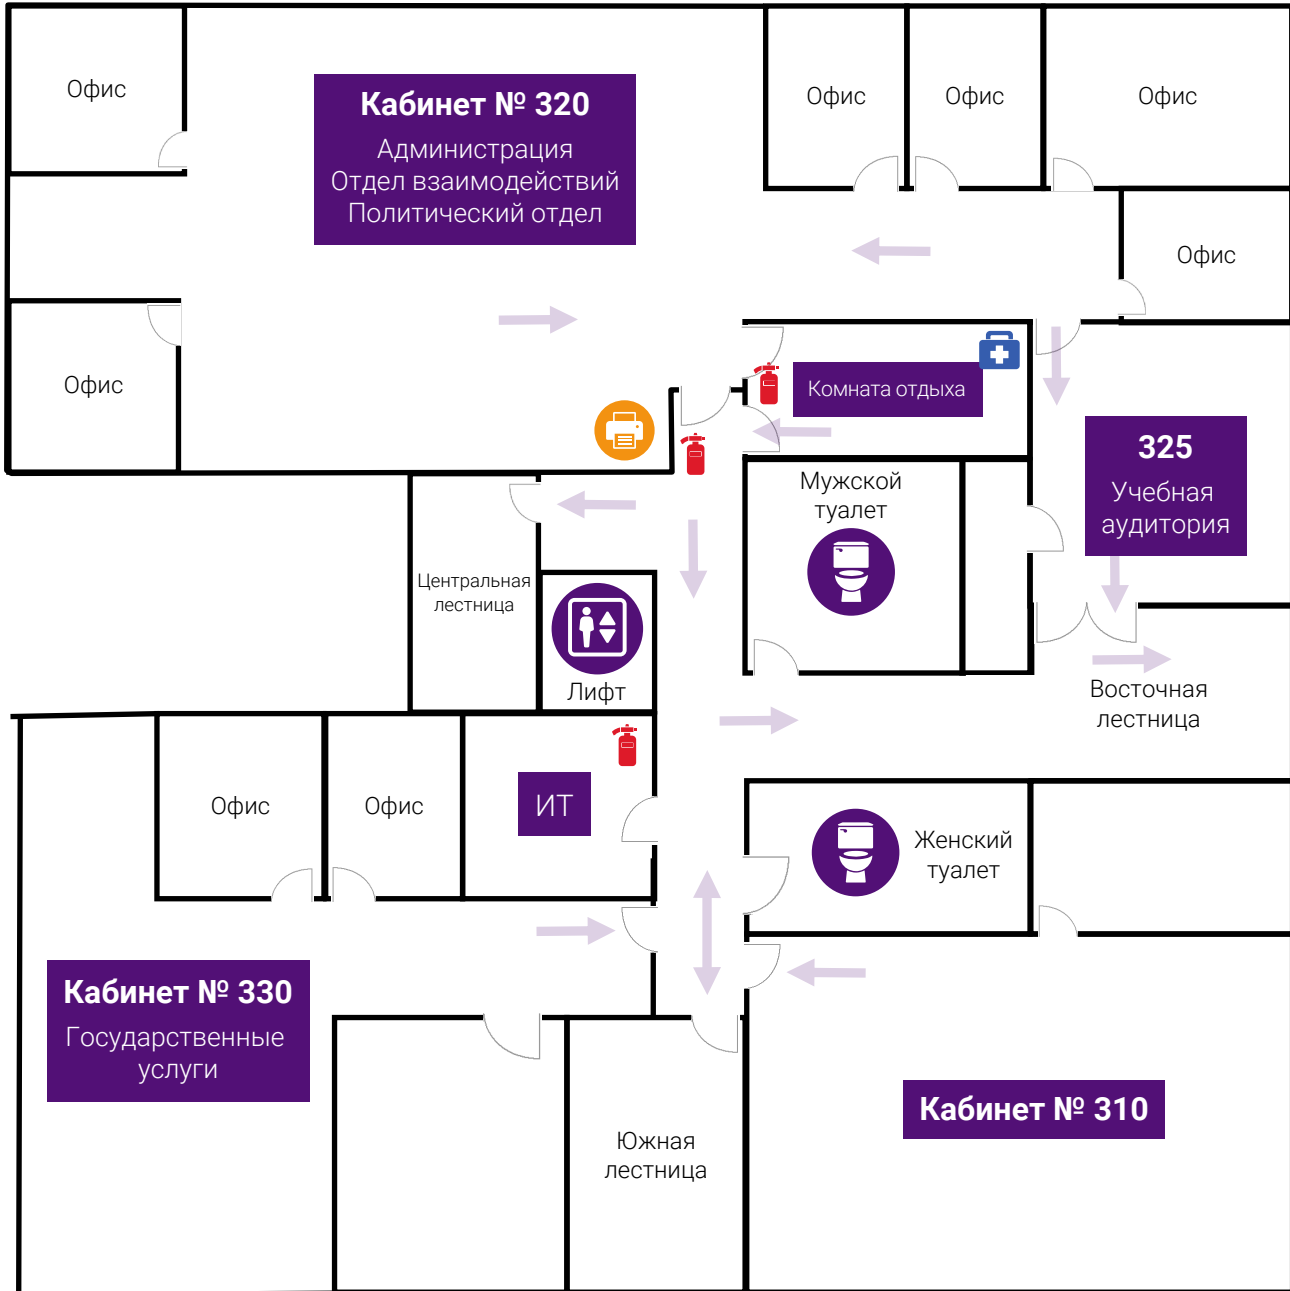 Офис
Кабинет № 320
Администрация
Отдел взаимодействий
Политический отдел
Офис
Офис
Офис
Офис
Офис
Комната отдыха
325
Учебная
аудитория
Мужской
туалет
Центральная
лестница
Лифт
Восточная
лестница
Офис
Офис
ИТ
Женский
туалет
Кабинет № 330
Государственные
услуги
Кабинет № 310
Южная
лестница